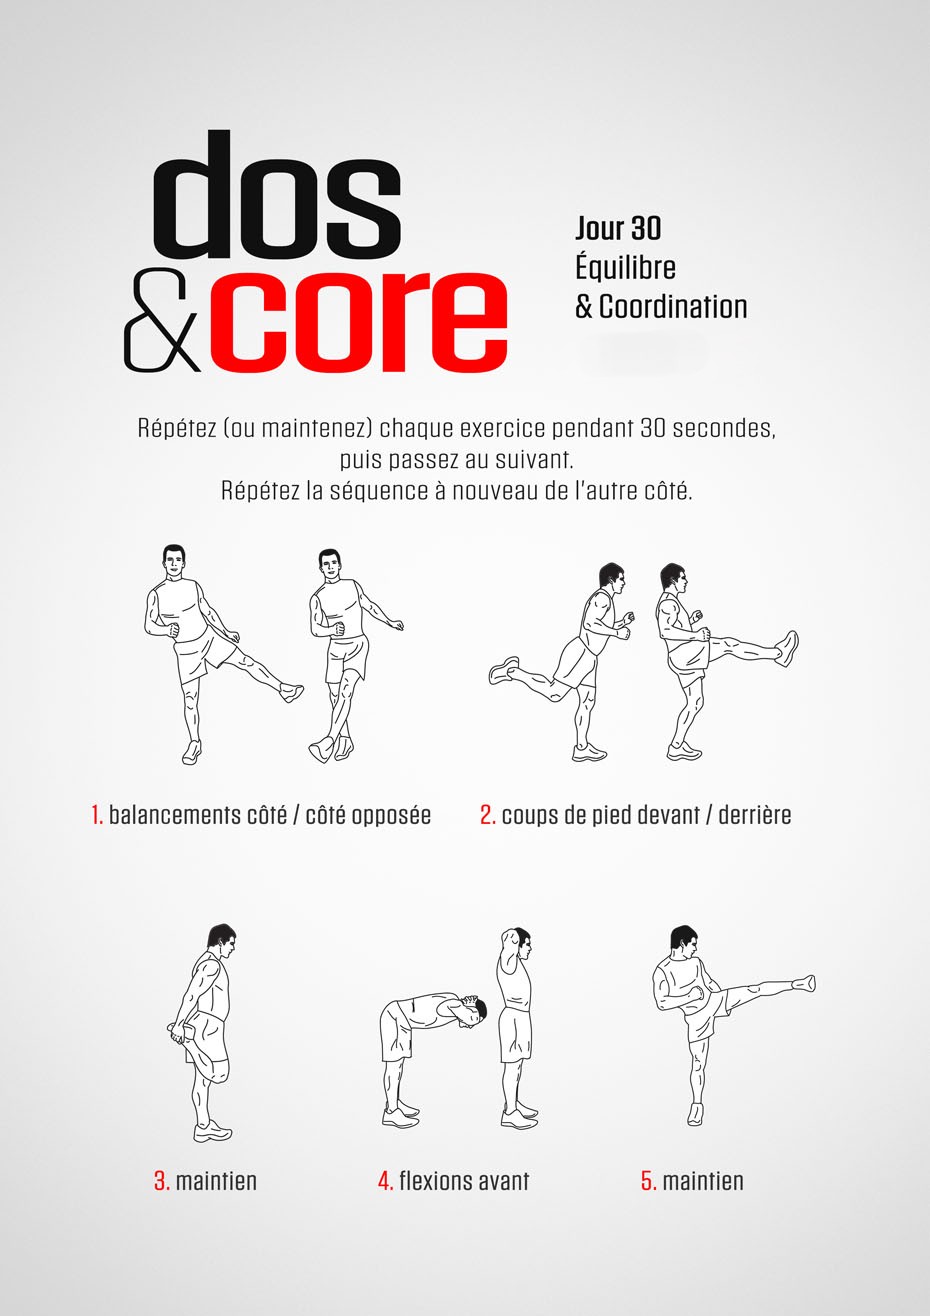 dos
&core
Jour 30
Équilibre
& Coordination
Répétez (ou maintenez) chaque exercice pendant 30 secondes,
puis passez au suivant.
Répétez la séquence à nouveau de l'autre côté.
1. balancements côté / côté opposée
2. coups de pied devant / derrière
3. maintien
4. flexions avant
5. maintien